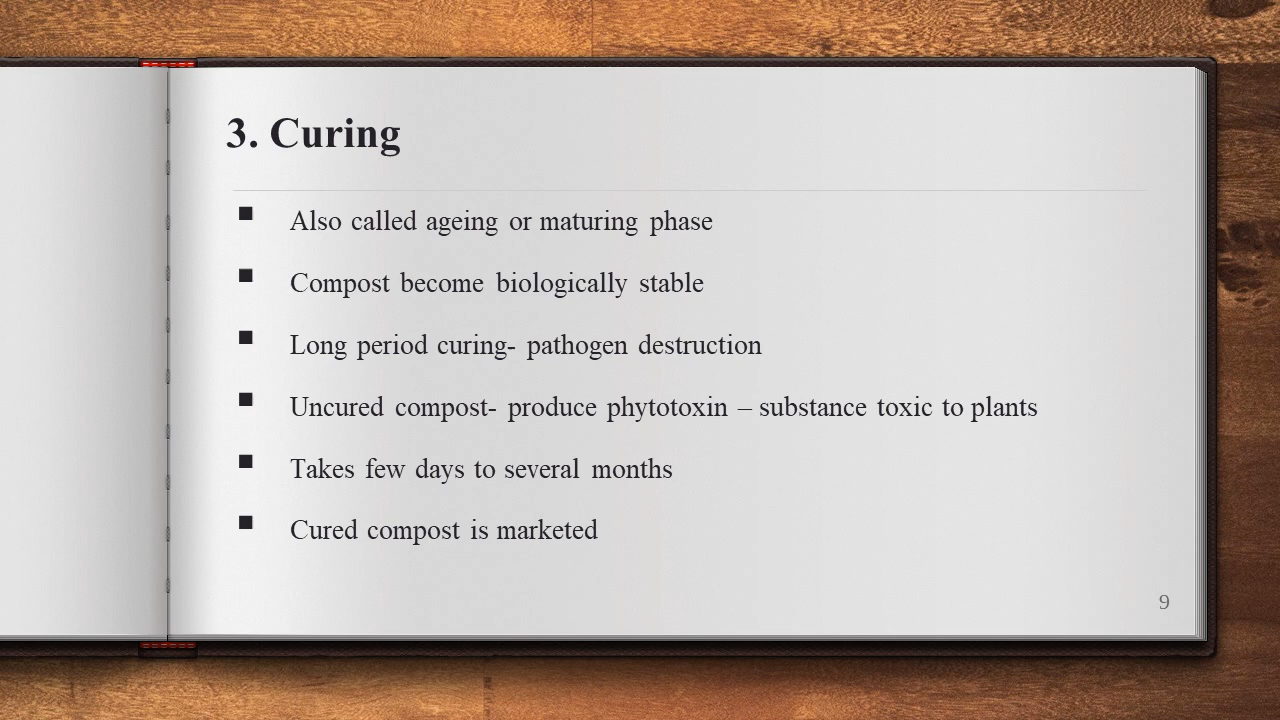 3. Curing
▪ Also called ageing or maturing phase
▪ Compost become biologically stable
▪ Long period curing- pathogen destruction
▪ Uncured compost- produce phytotoxin – substance toxic to plants
▪ Takes few days to several months
▪ Cured compost is marketed
9